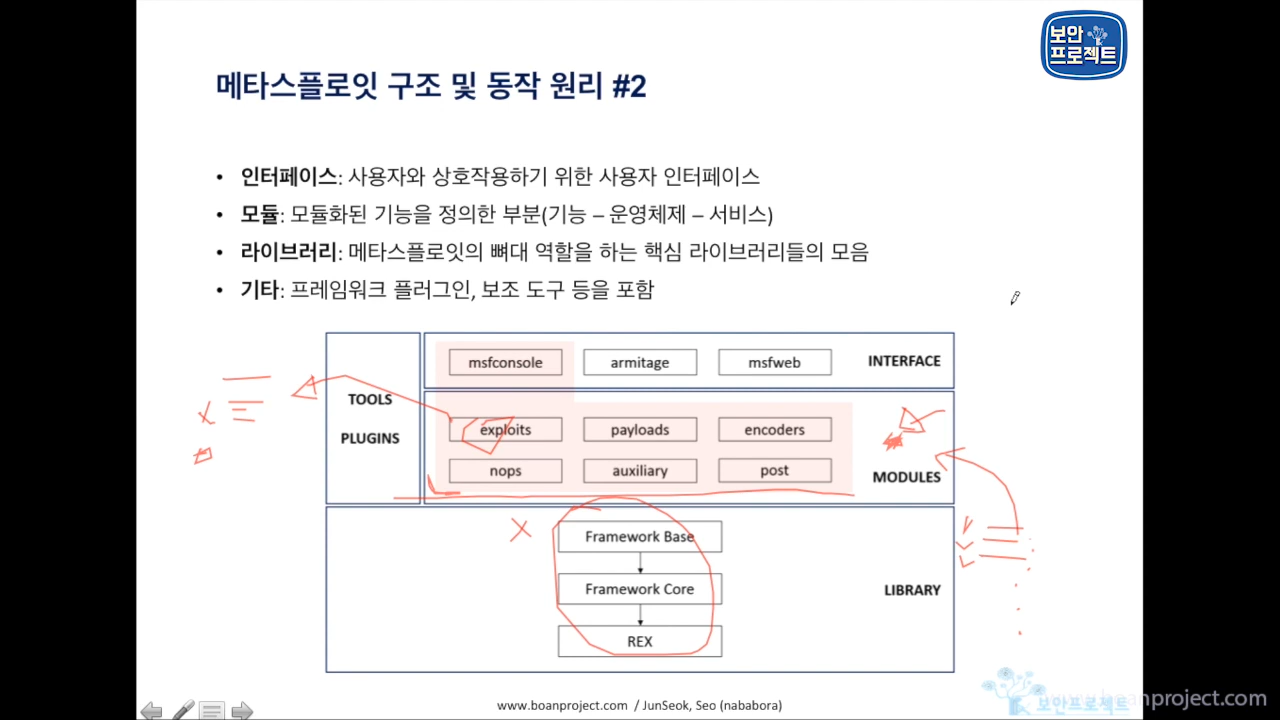 보안
프로젝트
메타스플로잇 구조 및 동작 원리 #2
• 인터페이스: 사용자와 상호작용하기 위한 사용자 인터페이스
• 모듈: 모듈화된 기능을 정의한 부분(기능 – 운영체제 – 서비스)
• 라이브러리: 메타스플로잇의 뼈대 역할을 하는 핵심 라이브러리들의 모음
• 기타: 프레임워크 플러그인, 보조 도구 등을 포함
TOOLS
PLUGINS
msfconsole armitage msfweb INTERFACE
exploits payloads encoders
nops auxiliary post MODULES
Framework Base
Framework Core LIBRARY
REX
www.boanproject.com / JunSeok, Seo (nababora)
www.boanproject.com
보안프로젝트